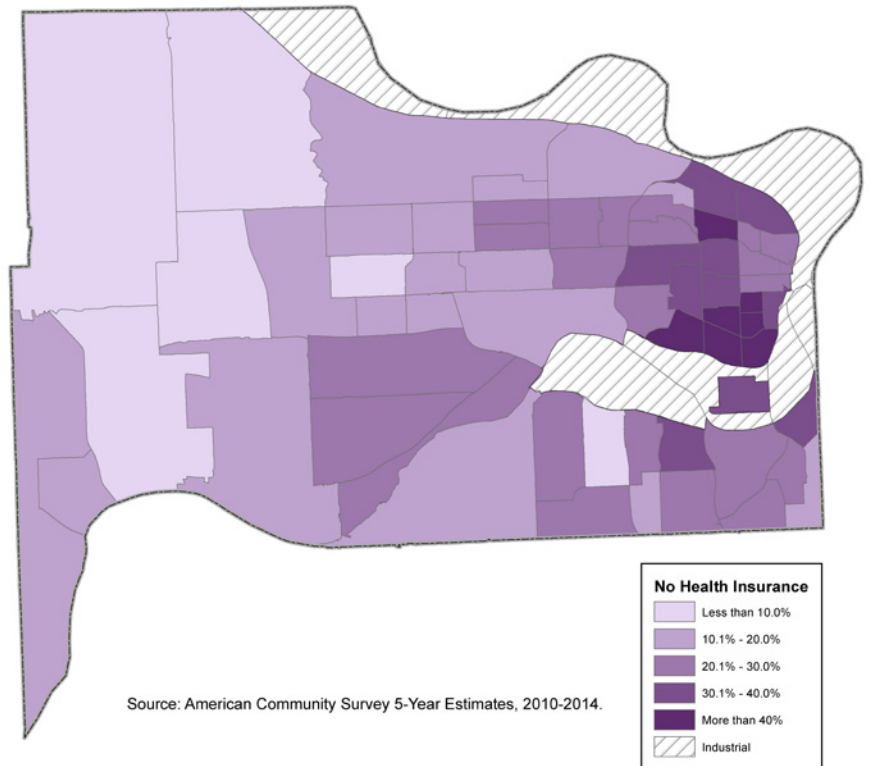 No Health Insurance
Less than 10.0%
10.1% - 20.0%
20.1% - 30.0%
30.1% - 40.0%
More than 40%
Industrial
Source: American Community Survey 5-Year Estimates, 2010-2014.